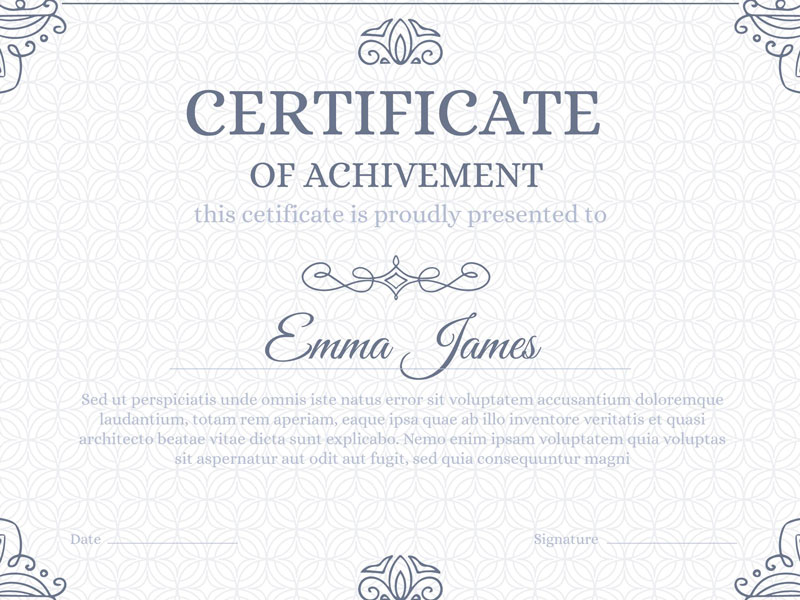 CERTIFICATE
OF ACHIVEMENT
this cetificate is proudly presented to
Emma James
Sed ut perspiciatis unde omnis iste natus error sit voluptatem accusantium doloremque
laudantium, totam rem aperiam, eaque ipsa quae ab illo inventore veritatis et quasi
architecto beatae vitae dicta sunt explicabo. Nemo enim ipsam voluptatem quia voluptas
sit aspernatur aut odit aut fugit, sed quia consequuntur magni
Date Signature